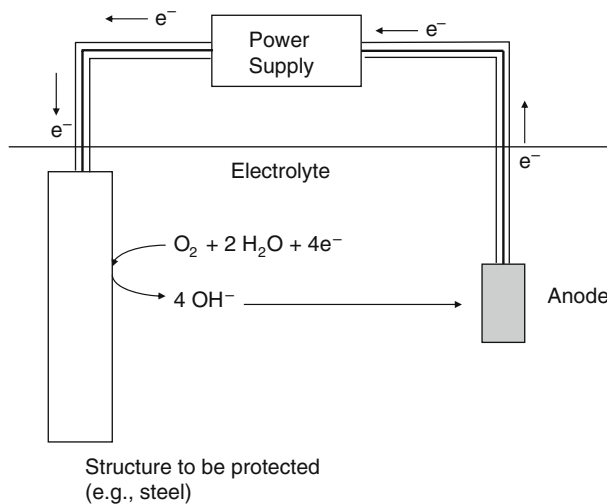 e⁻
e⁻
Power
Supply
e⁻
e⁻
Electrolyte
O₂ + 2 H₂O + 4e⁻
4 OH⁻
Anode
Structure to be protected
(e.g., steel)